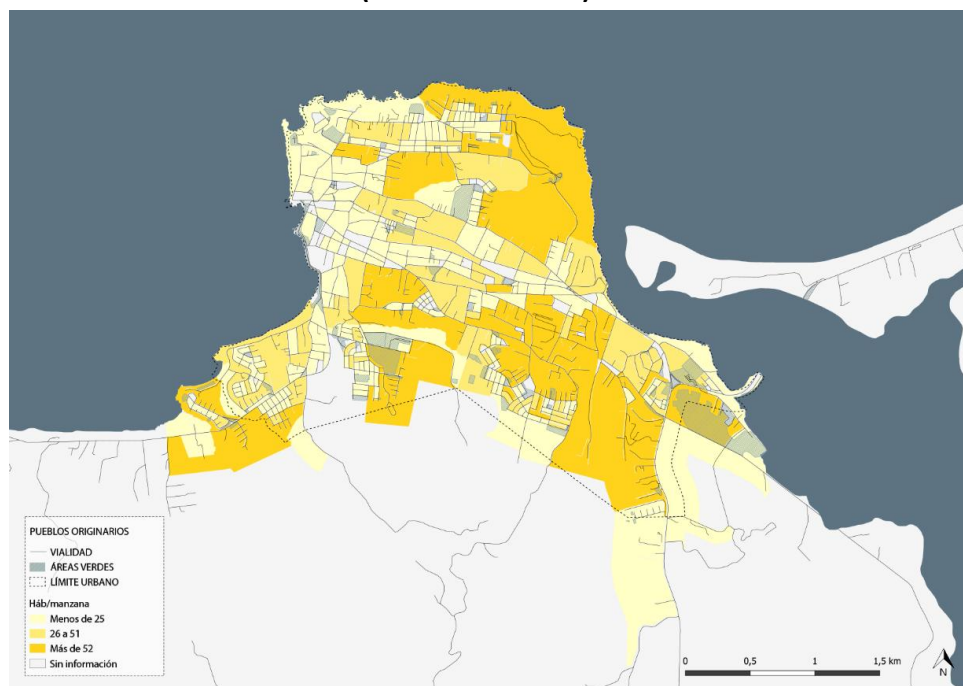 PUEBLOS ORIGINARIOS
VIALIDAD
ÁREAS VERDES
LÍMITE URBANO
Háb/manzana
Menos de 25
26 a 51
Más de 52
Sin información
0 0,5 1 1,5 km
N